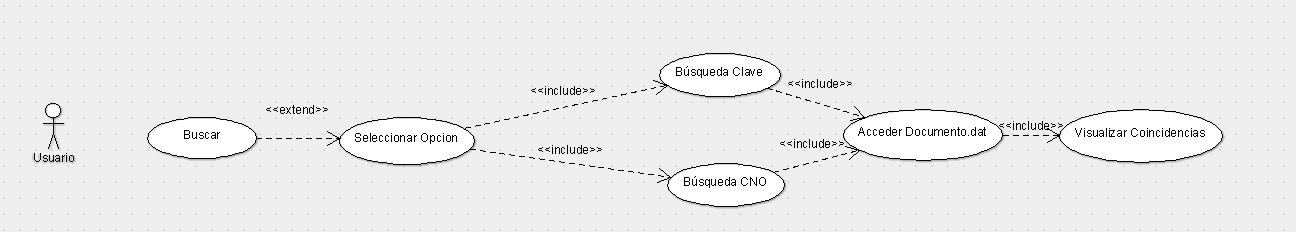 Usuario
Buscar
<<extend>>
Seleccionar Opcion
<<include>>
<<include>>
Búsqueda Clave
Búsqueda CNO
<<include>>
<<include>>
Acceder Documento.dat
<<include>>
Visualizar Coincidencias